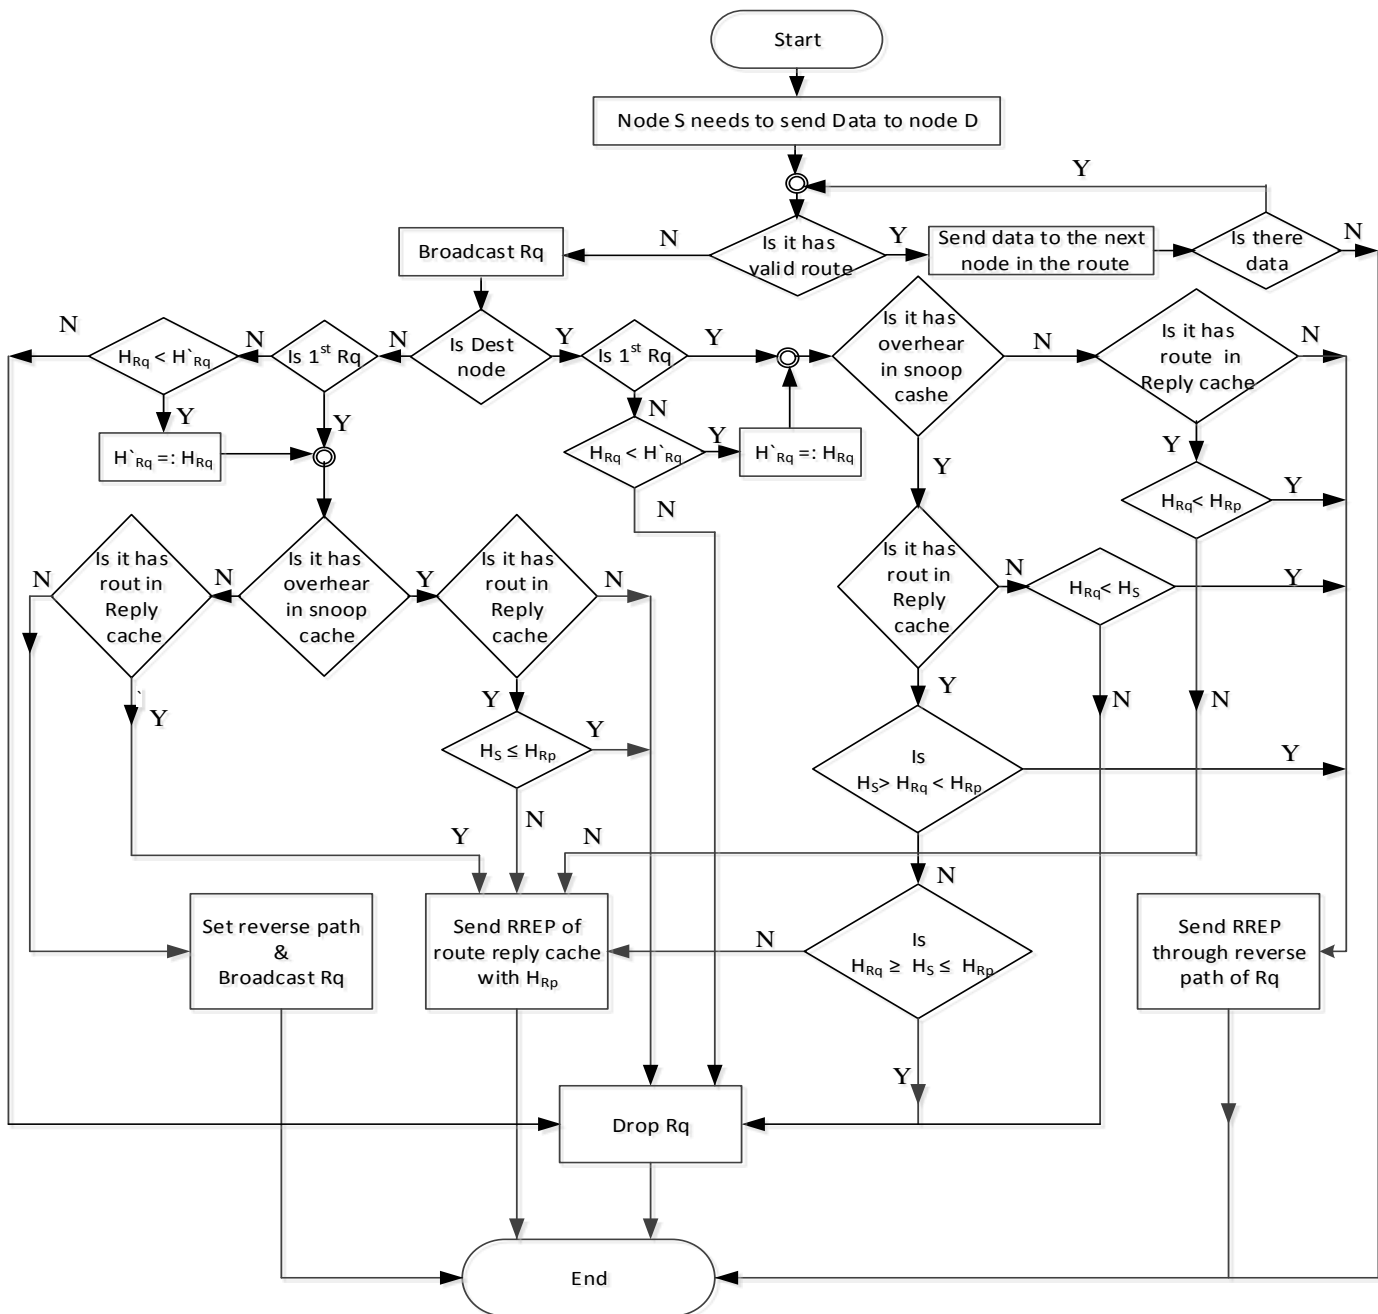 Start
Node S needs to send Data to node D
Y
Is it has
valid route
N
Y
Broadcast Rq
Send data to the next
node in the route
Is there
data
N
N
H_Rq < H`_Rq
N
Is 1st Rq
N
Is Dest
node
Y
Is 1st Rq
Y
Is it has
overhear
in snoop
cashe
N
Is it has
route in
Reply cache
N
Y
Y
N
Y
H`_Rq =: H_Rq
H_Rq < H`_Rq
Y
H`_Rq =: H_Rq
Y
H_Rq< H_Rp
Y
N
N
Is it has
rout in
Reply
cache
N
Is it has
overhear
in snoop
cache
Y
Is it has
rout in
Reply
cache
N
Is it has
rout in
Reply
cache
N
H_Rq< H_S
Y
`
Y
Y
Y
N
N
H_S ≤ H_Rp
Y
Is
H_S> H_Rq < H_Rp
Y
Y
N
N
N
Set reverse path
&
Broadcast Rq
Send RREP of
route reply cache
with H_Rp
N
Is
H_Rq ≥ H_S ≤ H_Rp
Send RREP
through reverse
path of Rq
Y
Drop Rq
End